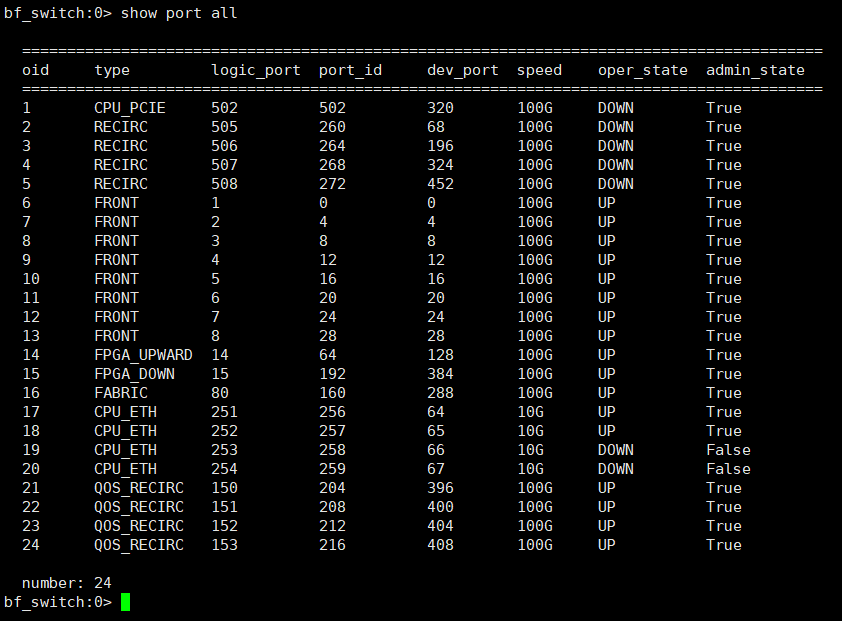 bf_switch:0> show port all
=========================================================================================
oid type logic_port port_id dev_port speed oper_state admin_state
=========================================================================================
1 CPU_PCIE 502 502 320 100G DOWN True
2 RECIRC 505 260 68 100G DOWN True
3 RECIRC 506 264 196 100G DOWN True
4 RECIRC 507 268 324 100G DOWN True
5 RECIRC 508 272 452 100G DOWN True
6 FRONT 1 0 0 100G UP True
7 FRONT 2 4 4 100G UP True
8 FRONT 3 8 8 100G UP True
9 FRONT 4 12 12 100G UP True
10 FRONT 5 16 16 100G UP True
11 FRONT 6 20 20 100G UP True
12 FRONT 7 24 24 100G UP True
13 FRONT 8 28 28 100G UP True
14 FPGA_UPWARD 14 64 128 100G UP True
15 FPGA_DOWN 15 192 384 100G UP True
16 FABRIC 80 160 288 100G UP True
17 CPU_ETH 251 256 64 10G UP True
18 CPU_ETH 252 257 65 10G UP True
19 CPU_ETH 253 258 66 10G DOWN False
20 CPU_ETH 254 259 67 10G DOWN False
21 QOS_RECIRC 150 204 396 100G UP True
22 QOS_RECIRC 151 208 400 100G UP True
23 QOS_RECIRC 152 212 404 100G UP True
24 QOS_RECIRC 153 216 408 100G UP True
number: 24
bf_switch:0>